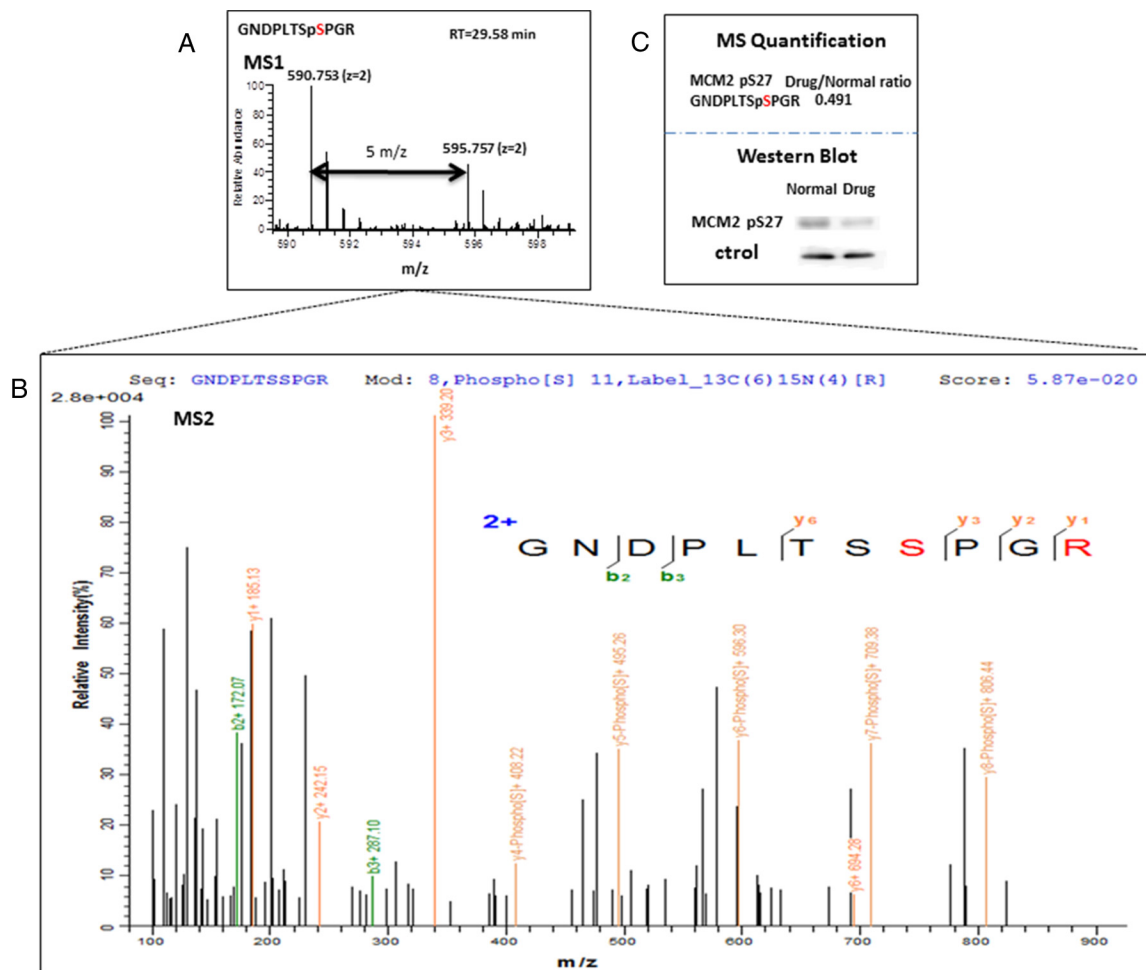 A
GNDPLTSpSPGR
RT=29.58 min
MS1
590.753 (z=2)
595.757 (z=2)
5 m/z
Relative Abundance
100
80
60
40
20
0
590
592
594
596
598
m/z
C
MS Quantification
MCM2 pS27 Drug/Normal ratio
GNDPLTSpSPGR 0.491
Western Blot
Normal Drug
MCM2 pS27
ctrol
B
Seq: GNDPLTSSPGR Mod: 8,Phospho[S] 11,Label_13C(6)15N(4)[R] Score: 5.87e-020
2.8e+004
MS2
Relative Intensity(%)
100
90
80
70
60
50
40
30
20
10
0
b2+ 172.07
y1+ 185.13
y2+ 242.15
b3+ 287.10
y3+ 339.20
y4-Phospho[S]+ 408.22
y5-Phospho[S]+ 495.26
y6-Phospho[S]+ 596.30
y6+ 694.28
y7-Phospho[S]+ 709.38
y8-Phospho[S]+ 806.44
2+
y6 y3 y2 y1
G N D P L T S S P G R
b2 b3
100 200 300 400 500 600 700 800 900
m/z